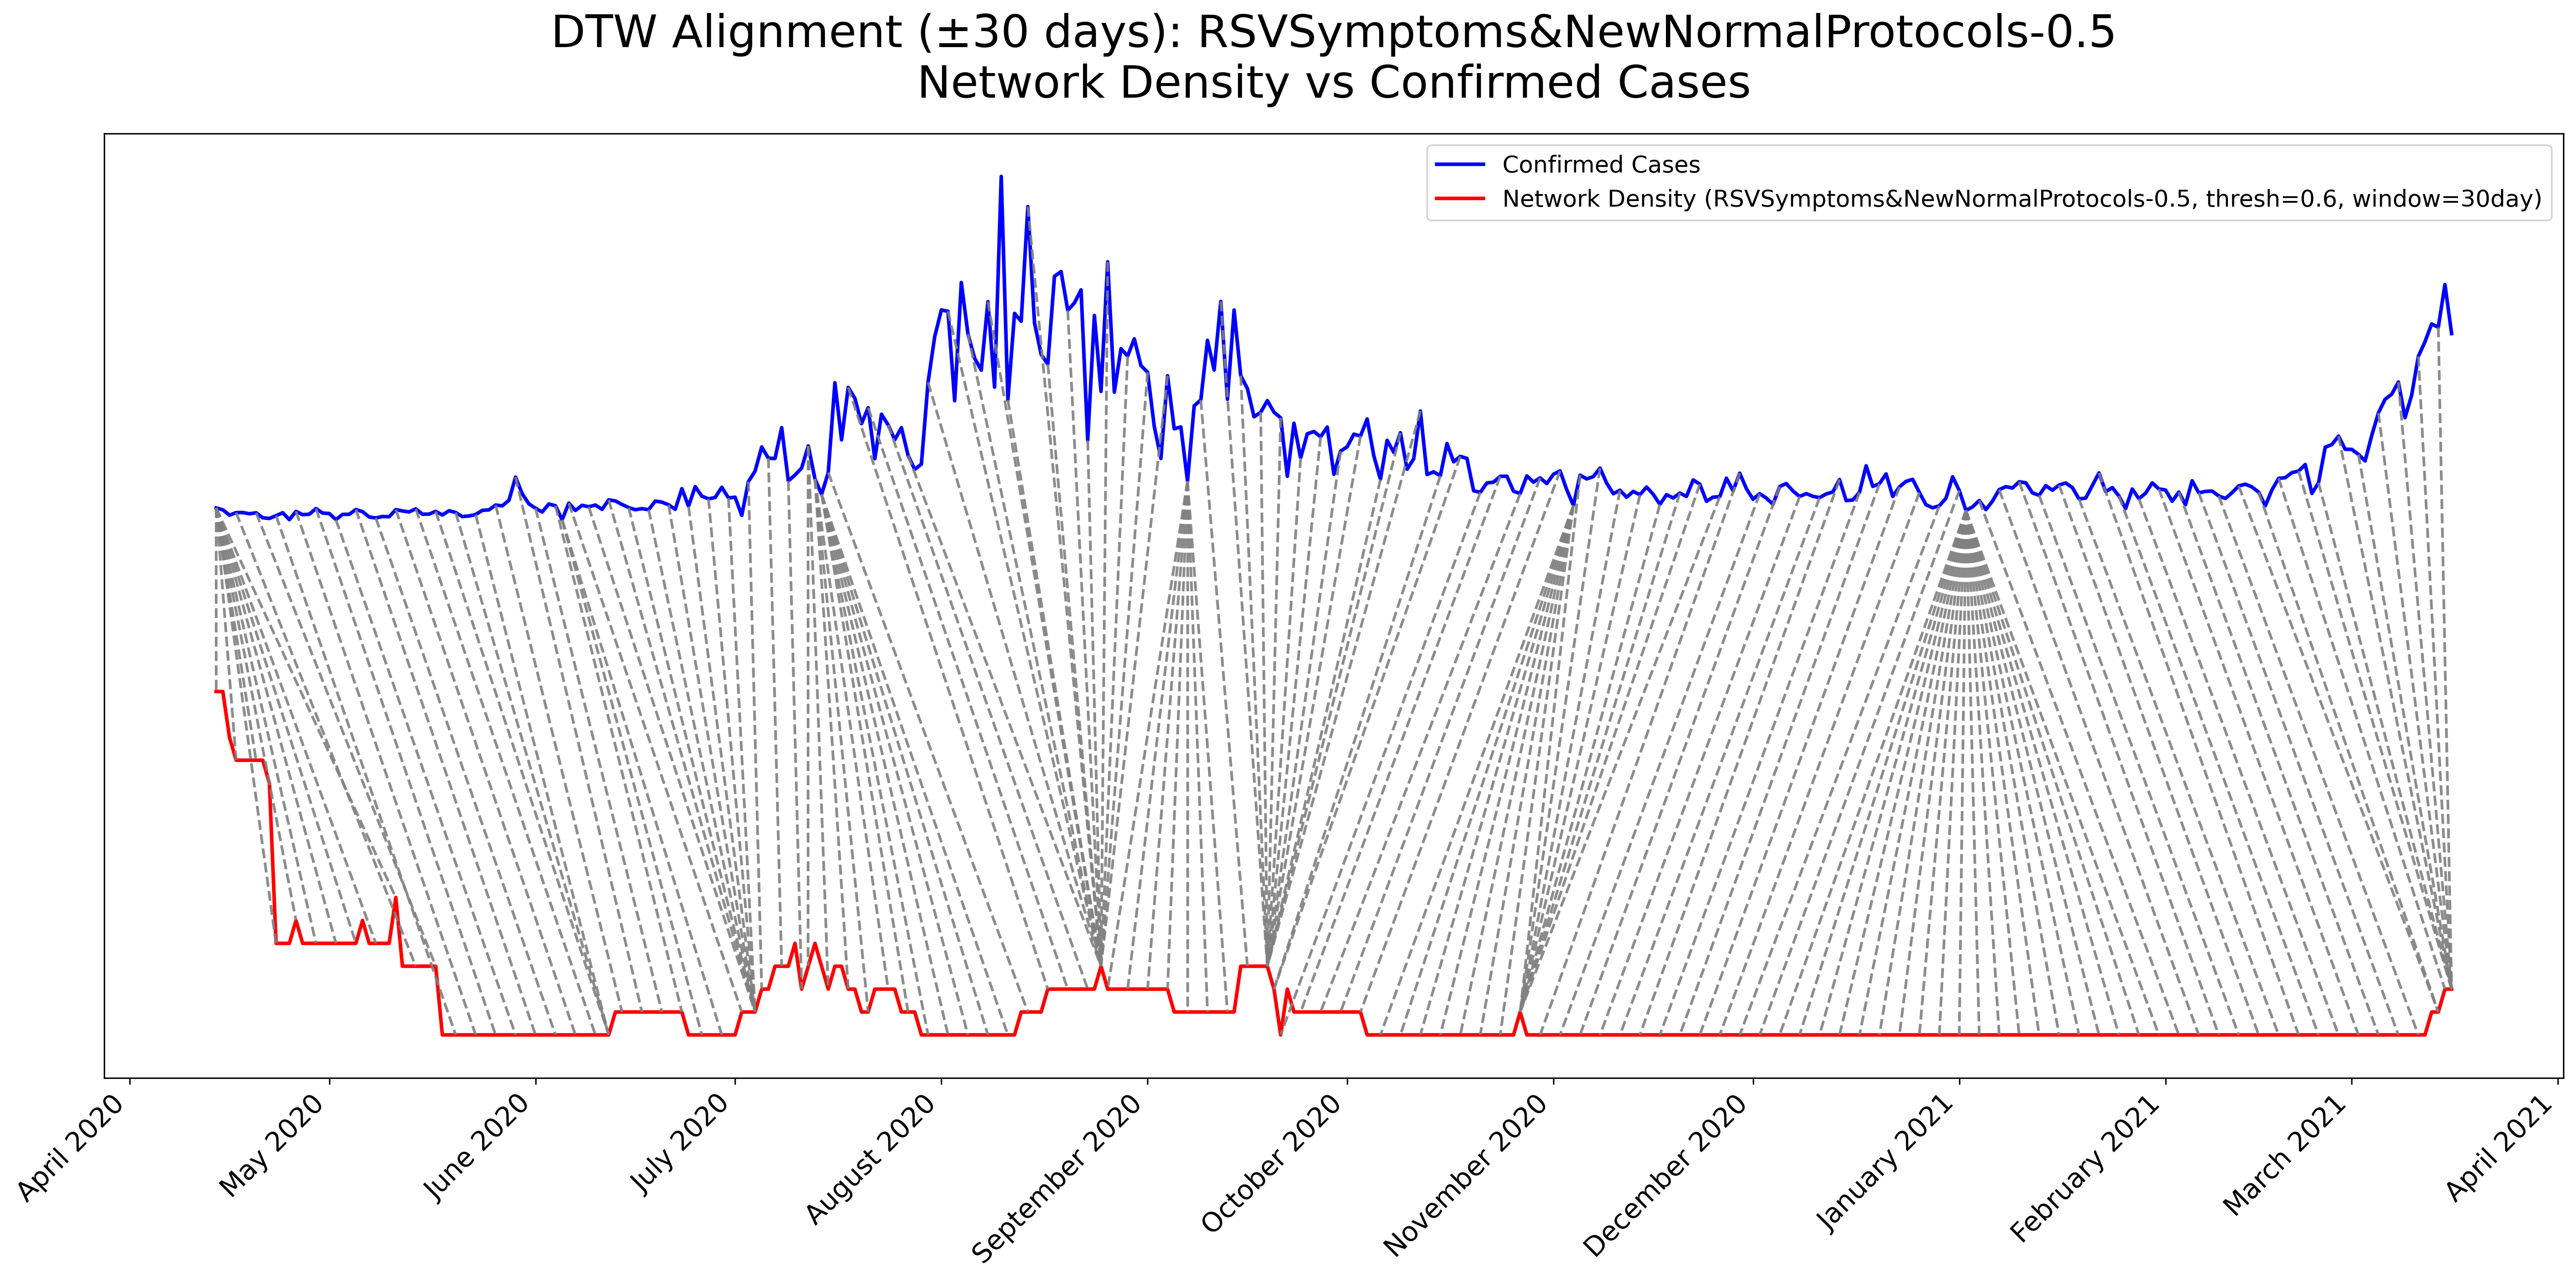 DTW Alignment (±30 days): RSVSymptoms&NewNormalProtocols-0.5
Network Density vs Confirmed Cases
Confirmed Cases
Network Density (RSVSymptoms&NewNormalProtocols-0.5, thresh=0.6, window=30day)
April 2020
May 2020
June 2020
July 2020
August 2020
September 2020
October 2020
November 2020
December 2020
January 2021
February 2021
March 2021
April 2021